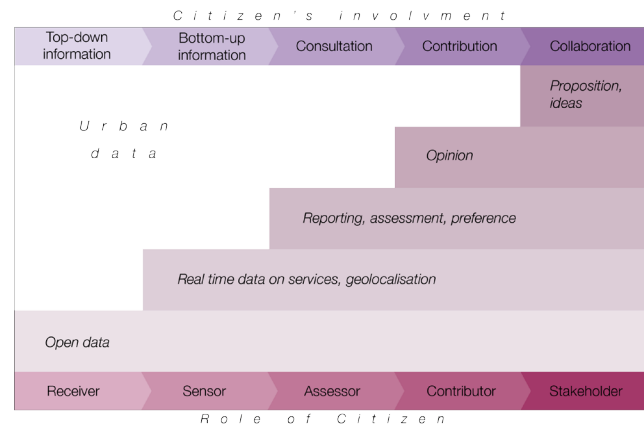 Citizen's involvment
Top-down
information
Bottom-up
information
Consultation
Contribution
Collaboration
Proposition,
ideas
Urban
data
Opinion
Reporting, assessment, preference
Real time data on services, geolocalisation
Open data
Receiver
Sensor
Assessor
Contributor
Stakeholder
Role of Citizen